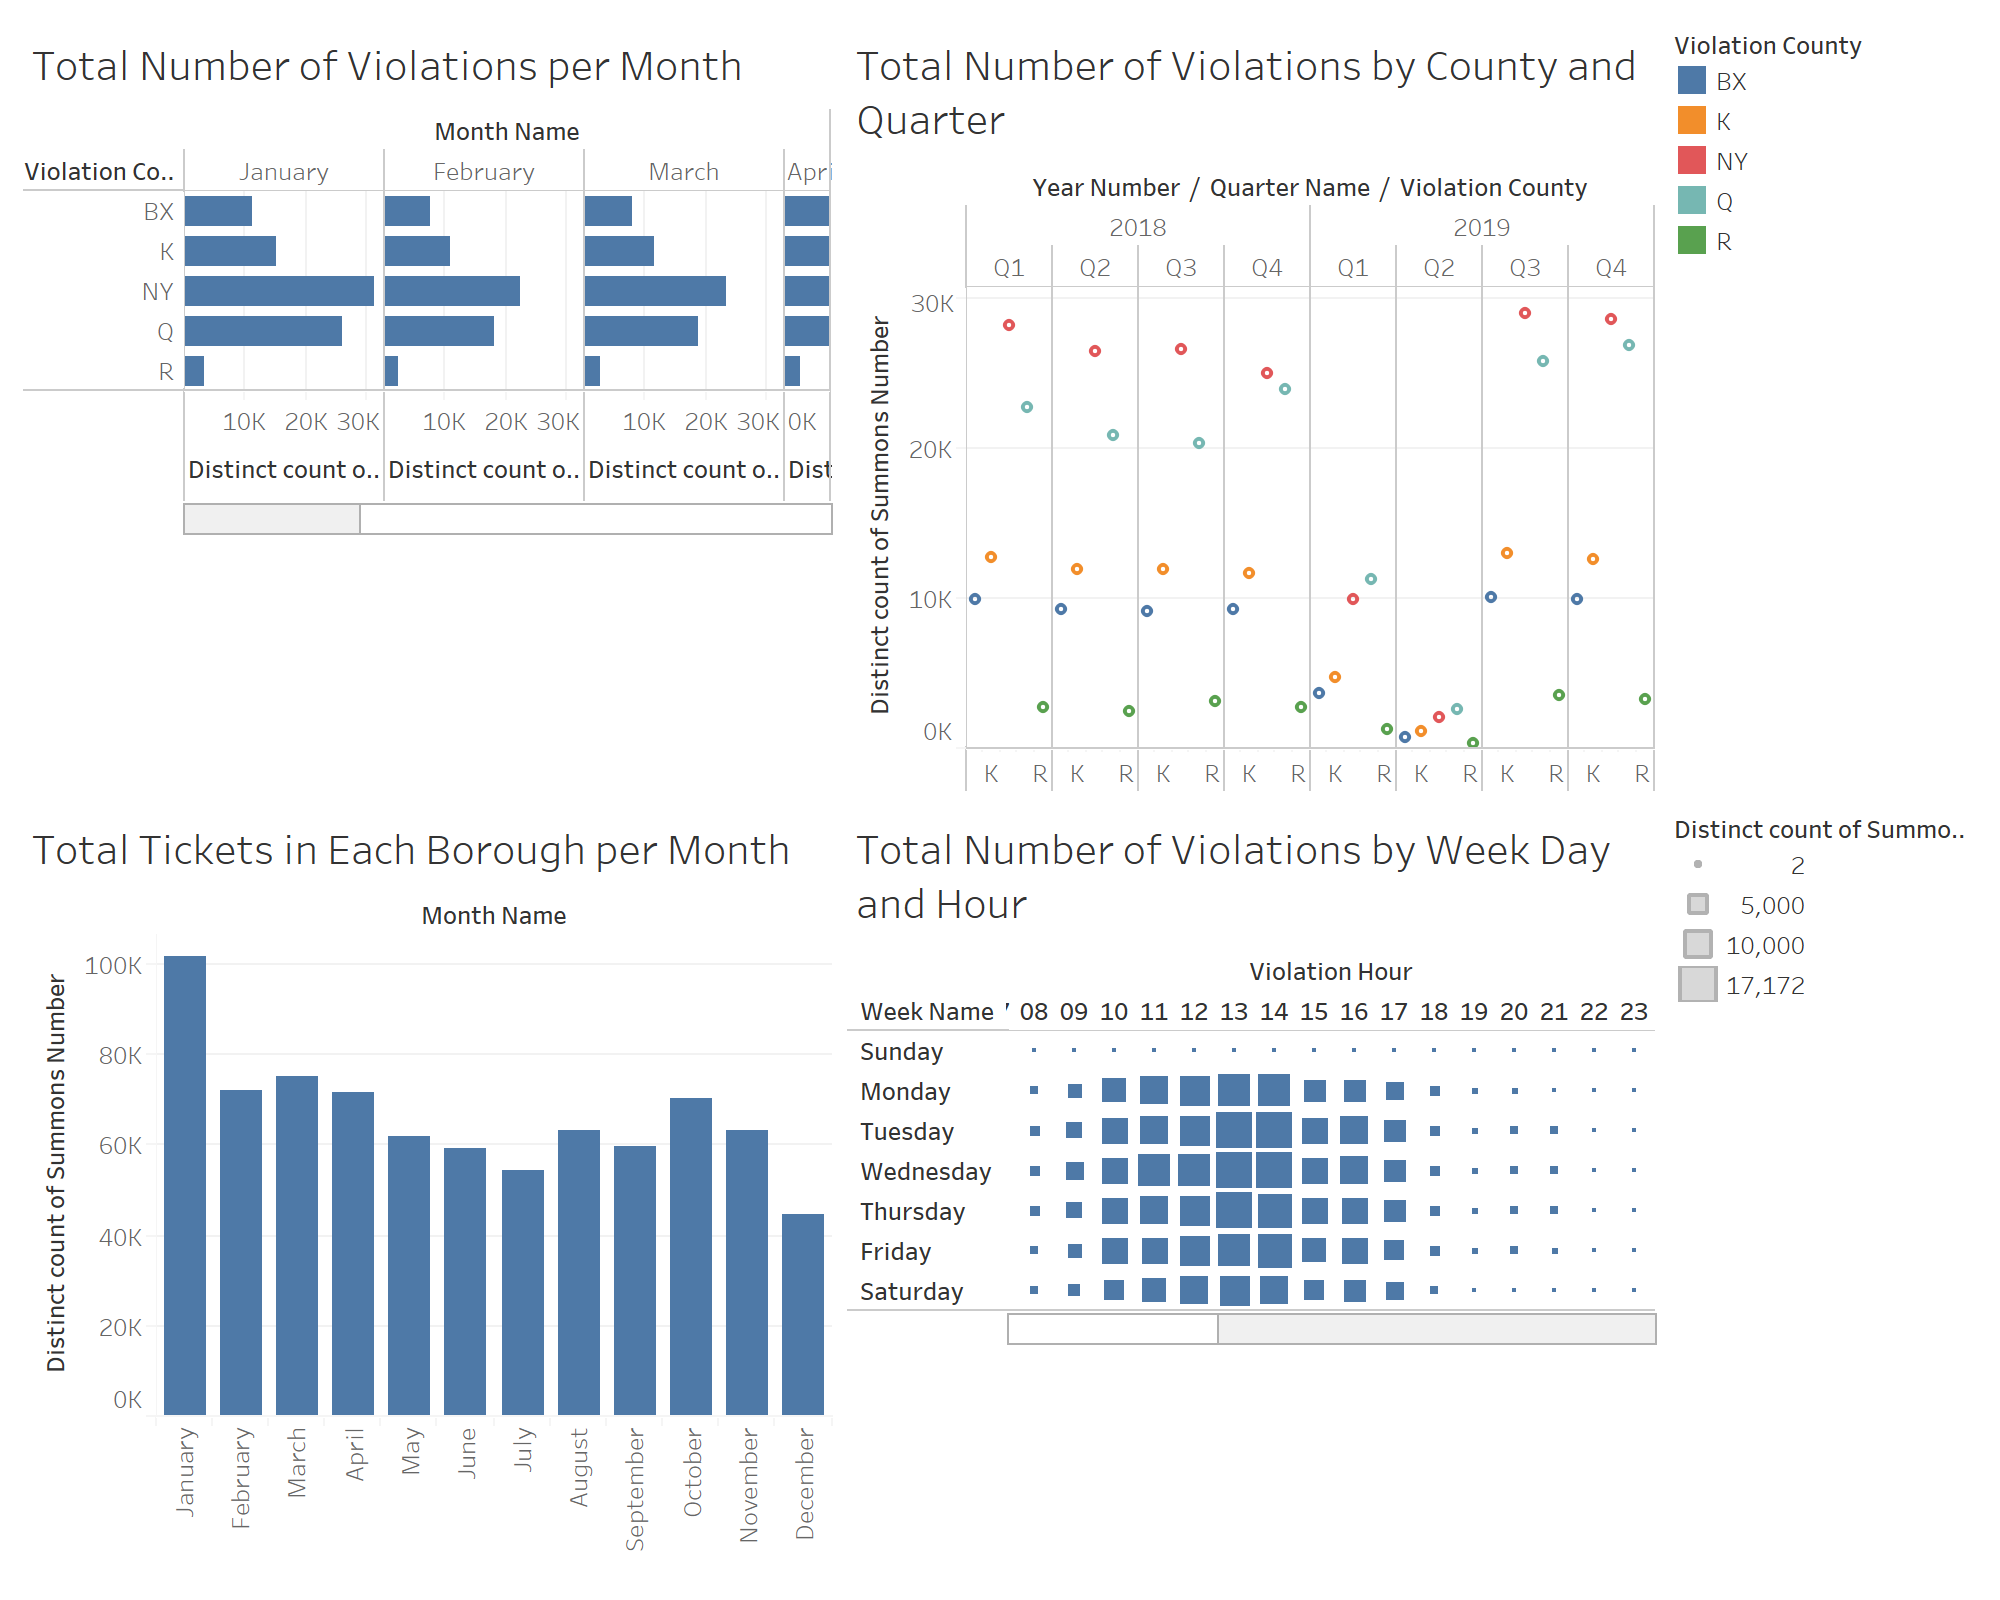 Total Number of Violations per Month
Month Name
Violation Co.. January February March
BX
K
NY
Q
R
10K 20K 30K 10K 20K 30K 10K 20K 30K 0K
Distinct count o.. Distinct count o.. Distinct count o..
Total Number of Violations by County and
Quarter
Year Number / Quarter Name / Violation County
2018 2019
Q1 Q2 Q3 Q4 Q1 Q2 Q3 Q4
Distinct count of Summons Number
30K
20K
10K
0K
K R K R K R K R K R K R K R K R
Violation County
BX
K
NY
Q
R
Total Tickets in Each Borough per Month
Month Name
Distinct count of Summons Number
100K
80K
60K
40K
20K
0K
January February March April May June July August September October November December
Total Number of Violations by Week Day
and Hour
Violation Hour
Week Name 08 09 10 11 12 13 14 15 16 17 18 19 20 21 22 23
Sunday
Monday
Tuesday
Wednesday
Thursday
Friday
Saturday
Distinct count of Summo..
2
5,000
10,000
17,172